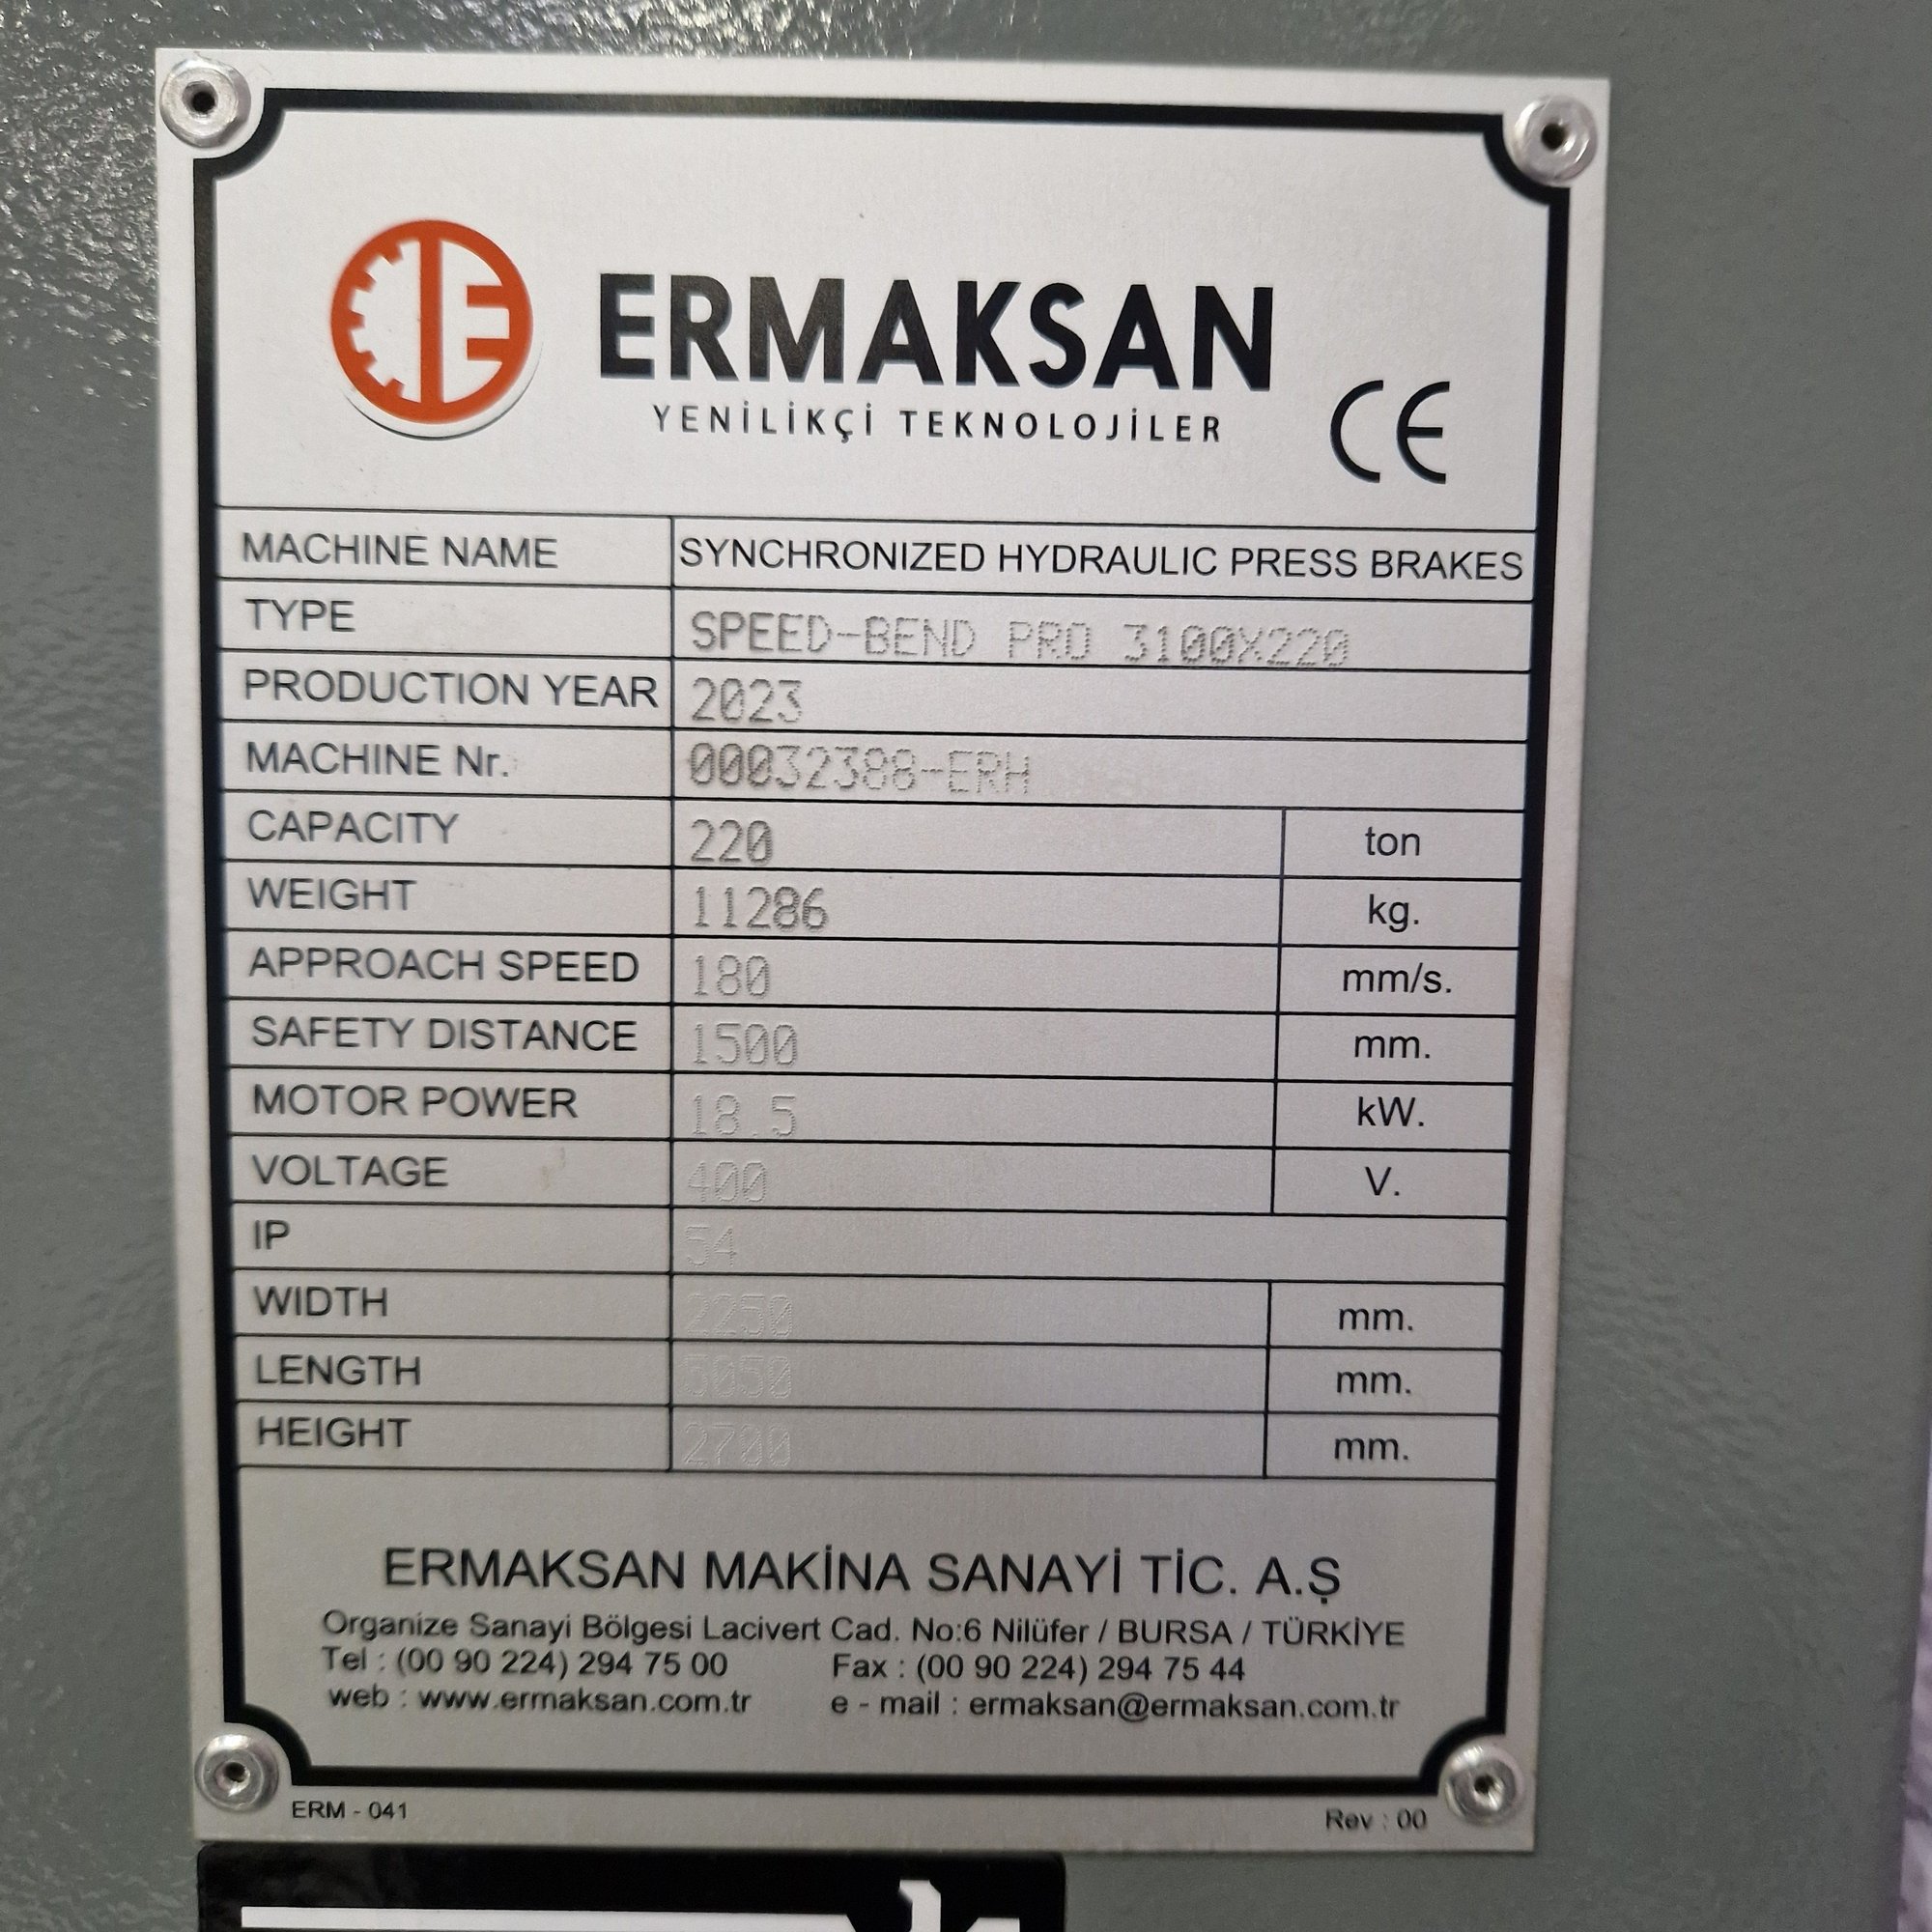 ERMAKSAN
YENİLİKÇİ TEKNOLOJİLER
CE
MACHINE NAME SYNCHRONIZED HYDRAULIC PRESS BRAKES
TYPE SPEED-BEND PRO 3100X220
PRODUCTION YEAR 2023
MACHINE Nr. 00032388-ERH
CAPACITY 220 ton
WEIGHT 11286 kg.
APPROACH SPEED 180 mm/s.
SAFETY DISTANCE 1500 mm.
MOTOR POWER 18.5 kW.
VOLTAGE 400 V.
IP 54
WIDTH 2250 mm.
LENGTH 5050 mm.
HEIGHT 2700 mm.
ERMAKSAN MAKİNA SANAYİ TİC. A.Ş
Organize Sanayi Bölgesi Lacivert Cad. No:6 Nilüfer / BURSA / TÜRKİYE
Tel : (00 90 224) 294 75 00 Fax : (00 90 224) 294 75 44
web : www.ermaksan.com.tr e - mail : ermaksan@ermaksan.com.tr
ERM - 041 Rev : 00